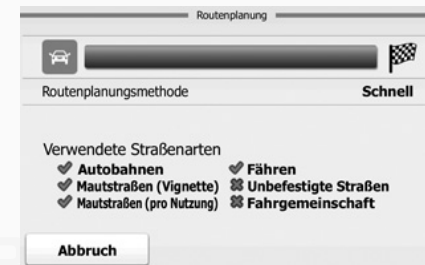 Routenplanung
Routenplanungsmethode Schnell
Verwendete Straßenarten
Autobahnen Fähren
Mautstraßen (Vignette) Unbefestigte Straßen
Mautstraßen (pro Nutzung) Fahrgemeinschaft
Abbruch